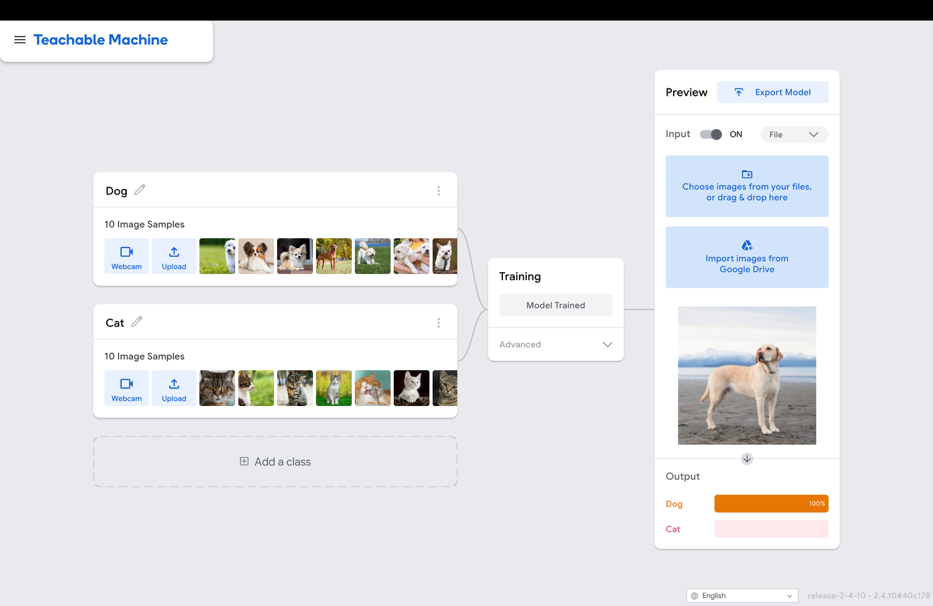 Teachable Machine
Preview
Export Model
Input
ON
File
Choose images from your files,
or drag & drop here
Import images from
Google Drive
Dog
10 Image Samples
Webcam
Upload
Cat
10 Image Samples
Webcam
Upload
Add a class
Training
Model Trained
Advanced
Output
Dog
100%
Cat
English
release-2-4-10 - 2.4.10#40c178